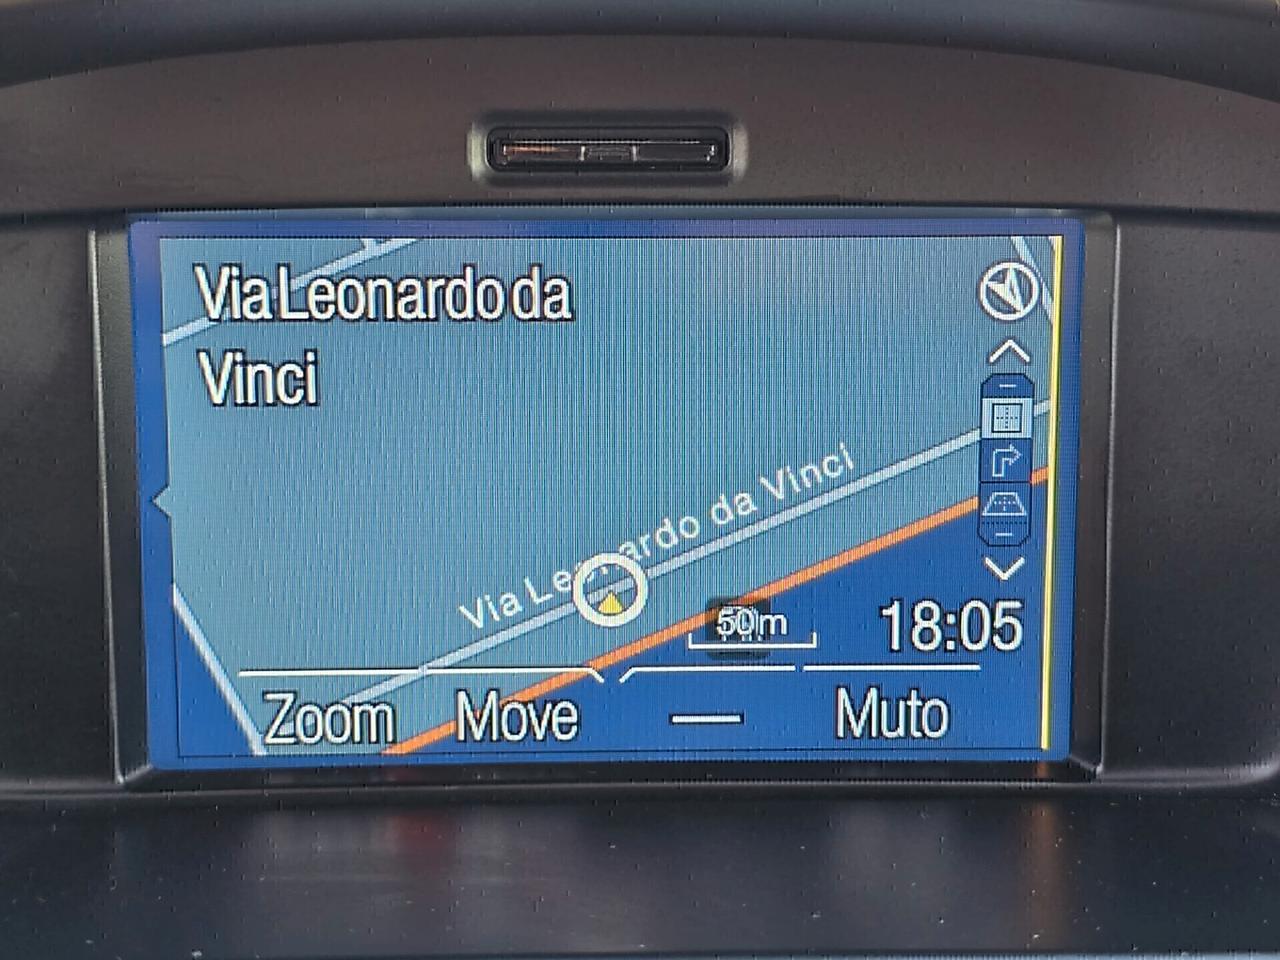 Via Leonardo da
Vinci
Via Leonardo da Vinci
50m
18:05
Zoom
Move
Muto